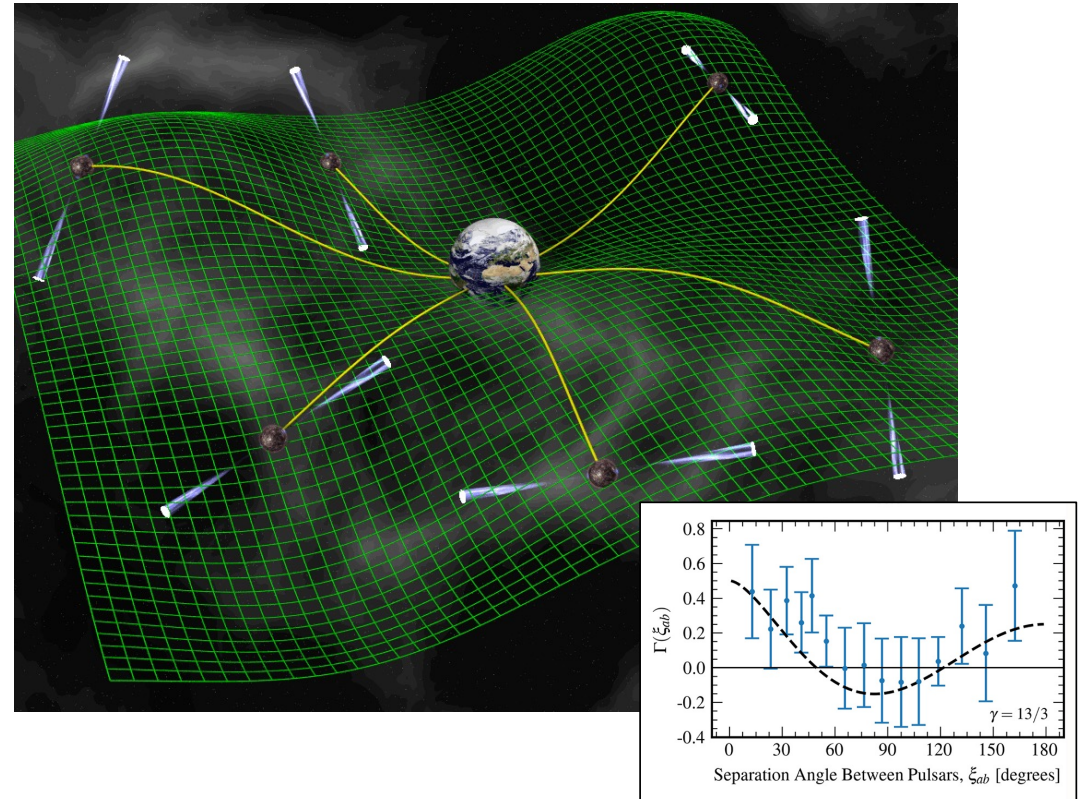 0.8
0.6
0.4
0.2
0.0
-0.2
-0.4
Γ(ξab)
γ = 13/3
0 30 60 90 120 150 180
Separation Angle Between Pulsars, ξab [degrees]